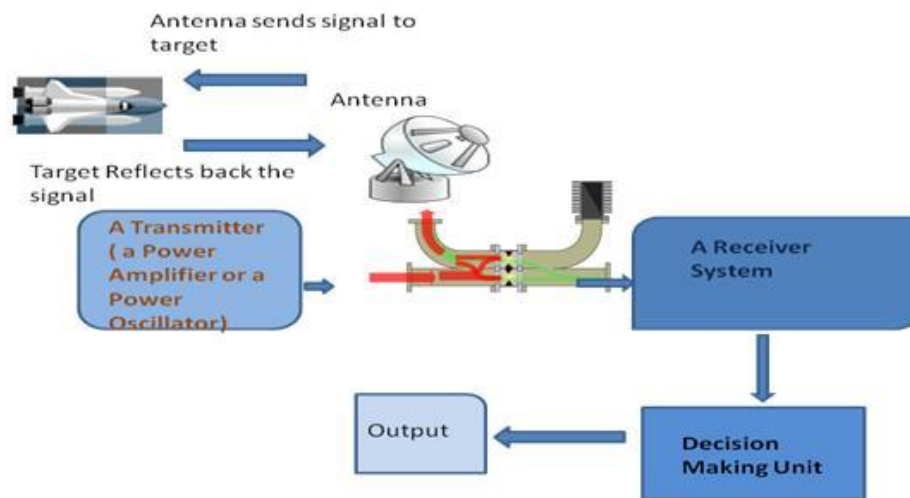 Antenna sends signal to
target
Antenna
Target Reflects back the
signal
A Transmitter
( a Power
Amplifier or a
Power
Oscillator)
A Receiver
System
Output
Decision
Making Unit